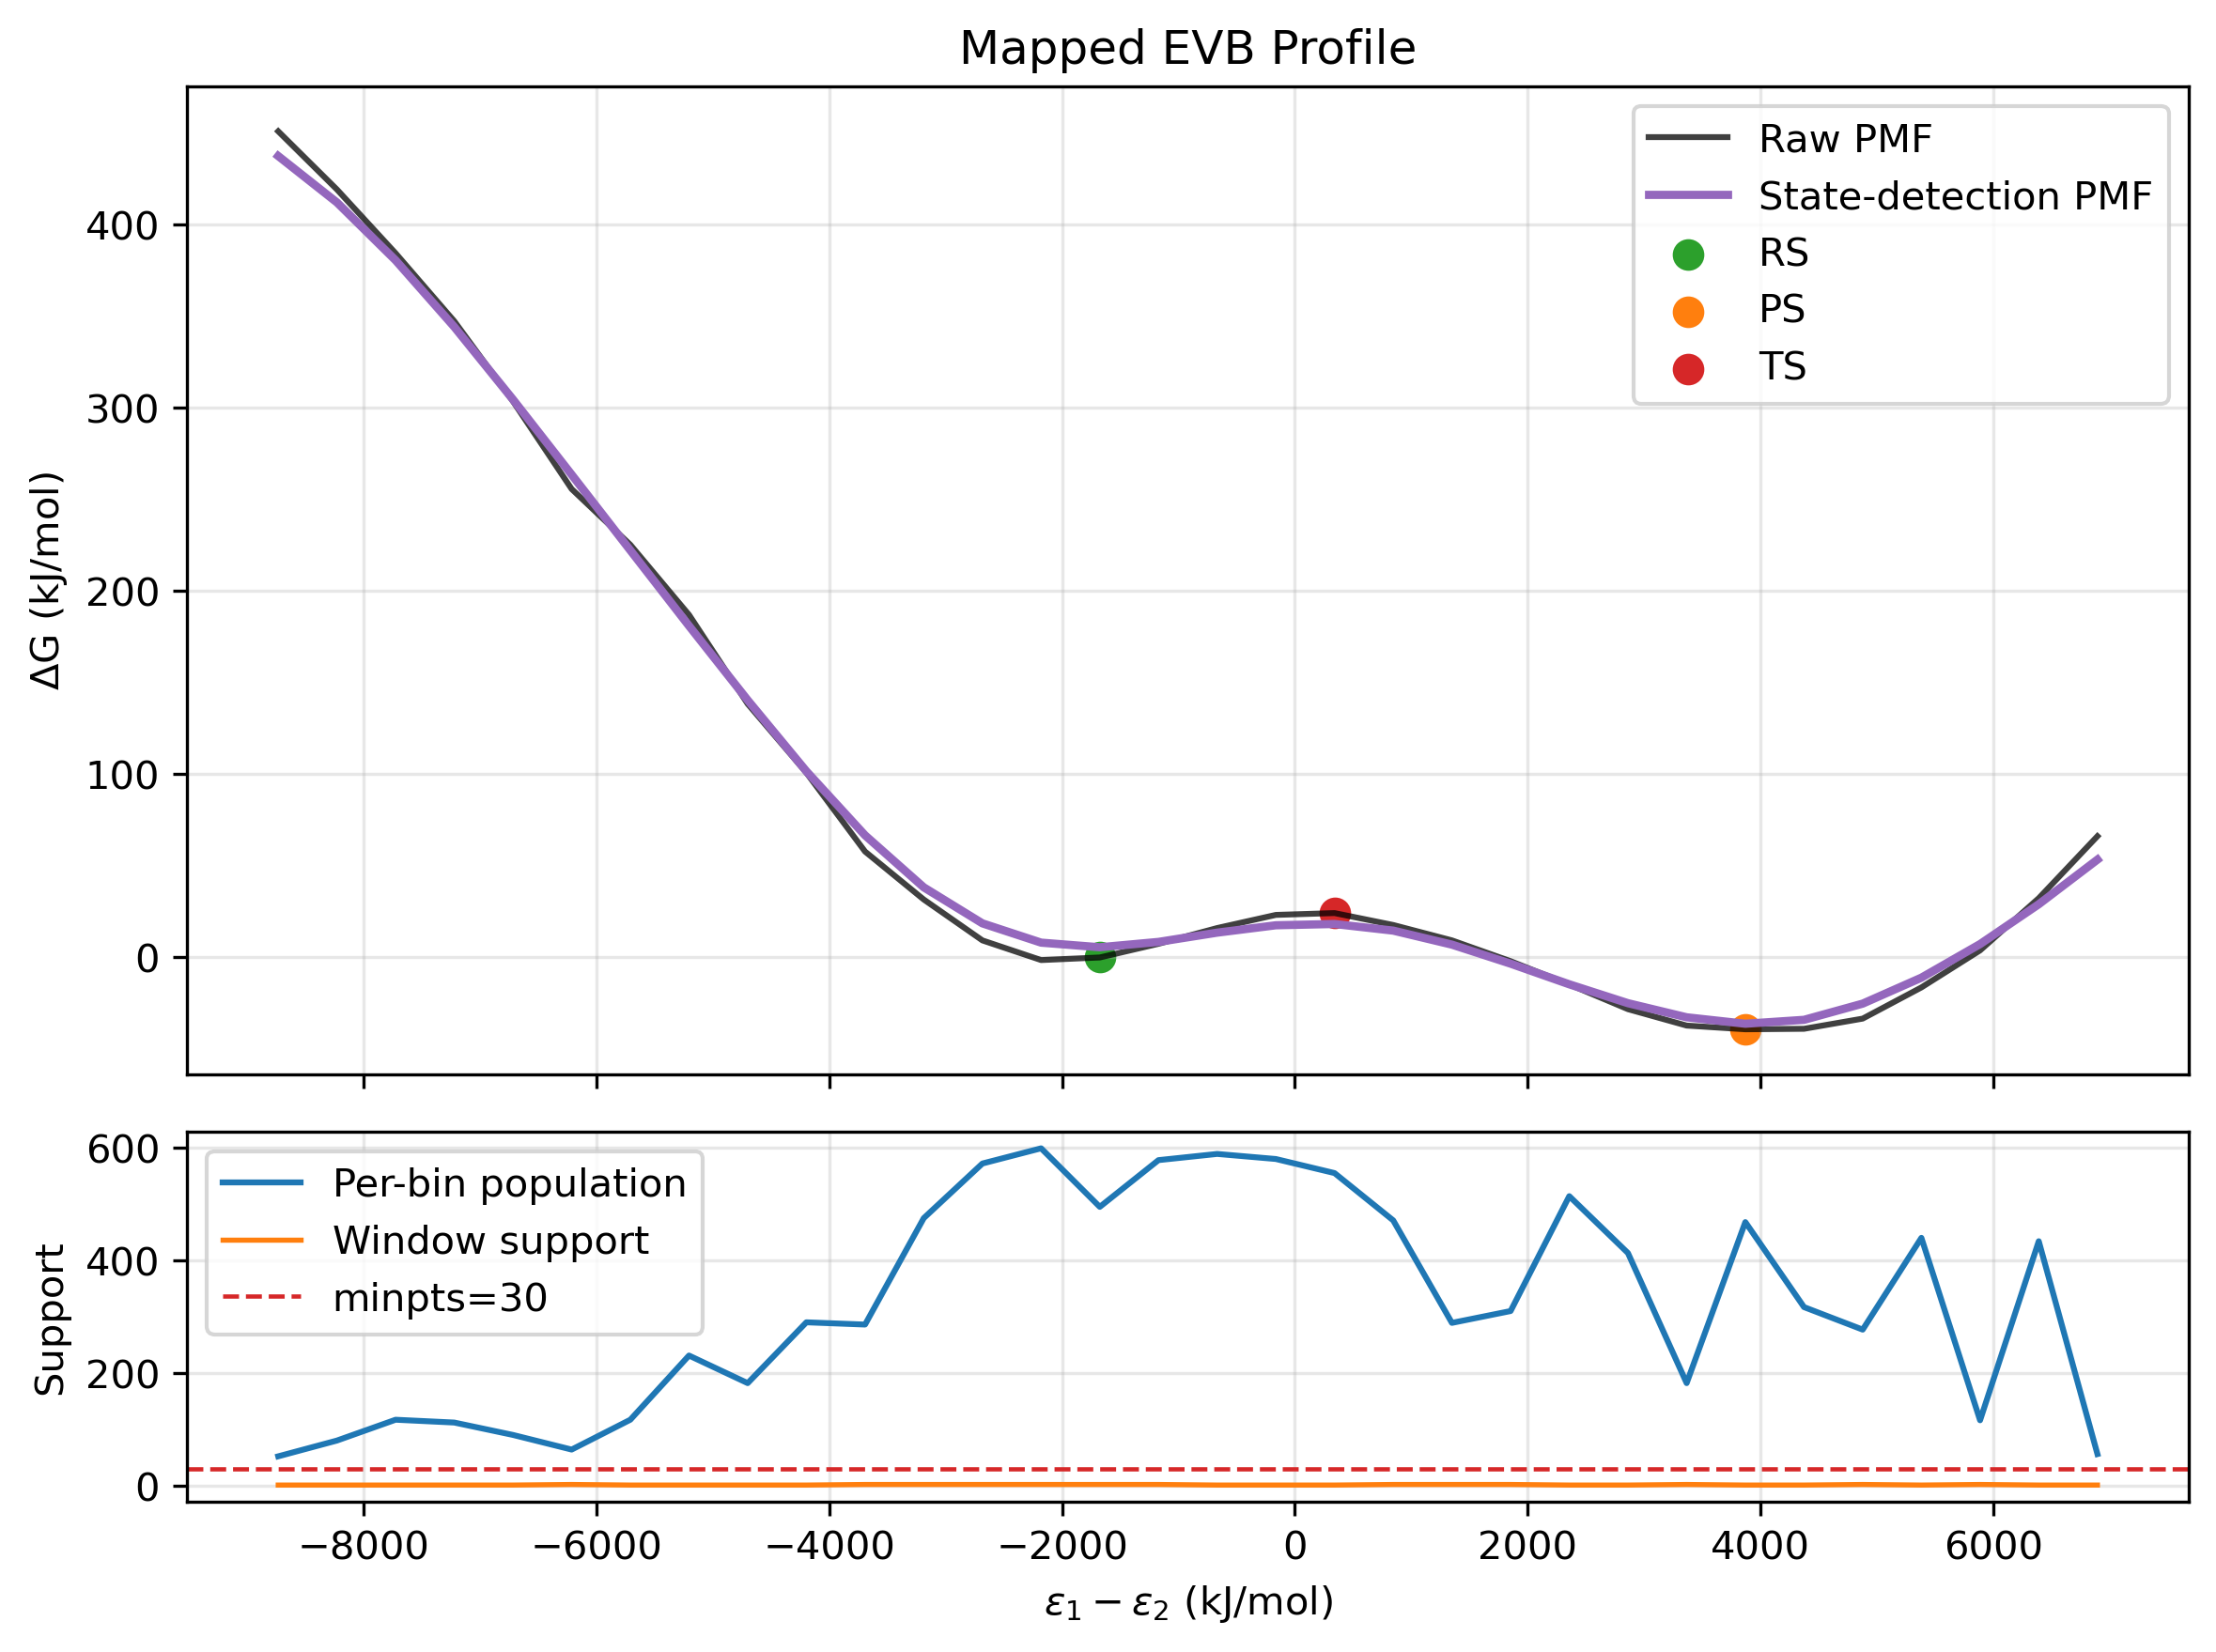 Mapped EVB Profile
ΔG (kJ/mol)
400
300
200
100
0
Raw PMF
State-detection PMF
RS
PS
TS
Support
600
400
200
0
Per-bin population
Window support
minpts=30
−8000 −6000 −4000 −2000 0 2000 4000 6000
ε₁ − ε₂ (kJ/mol)